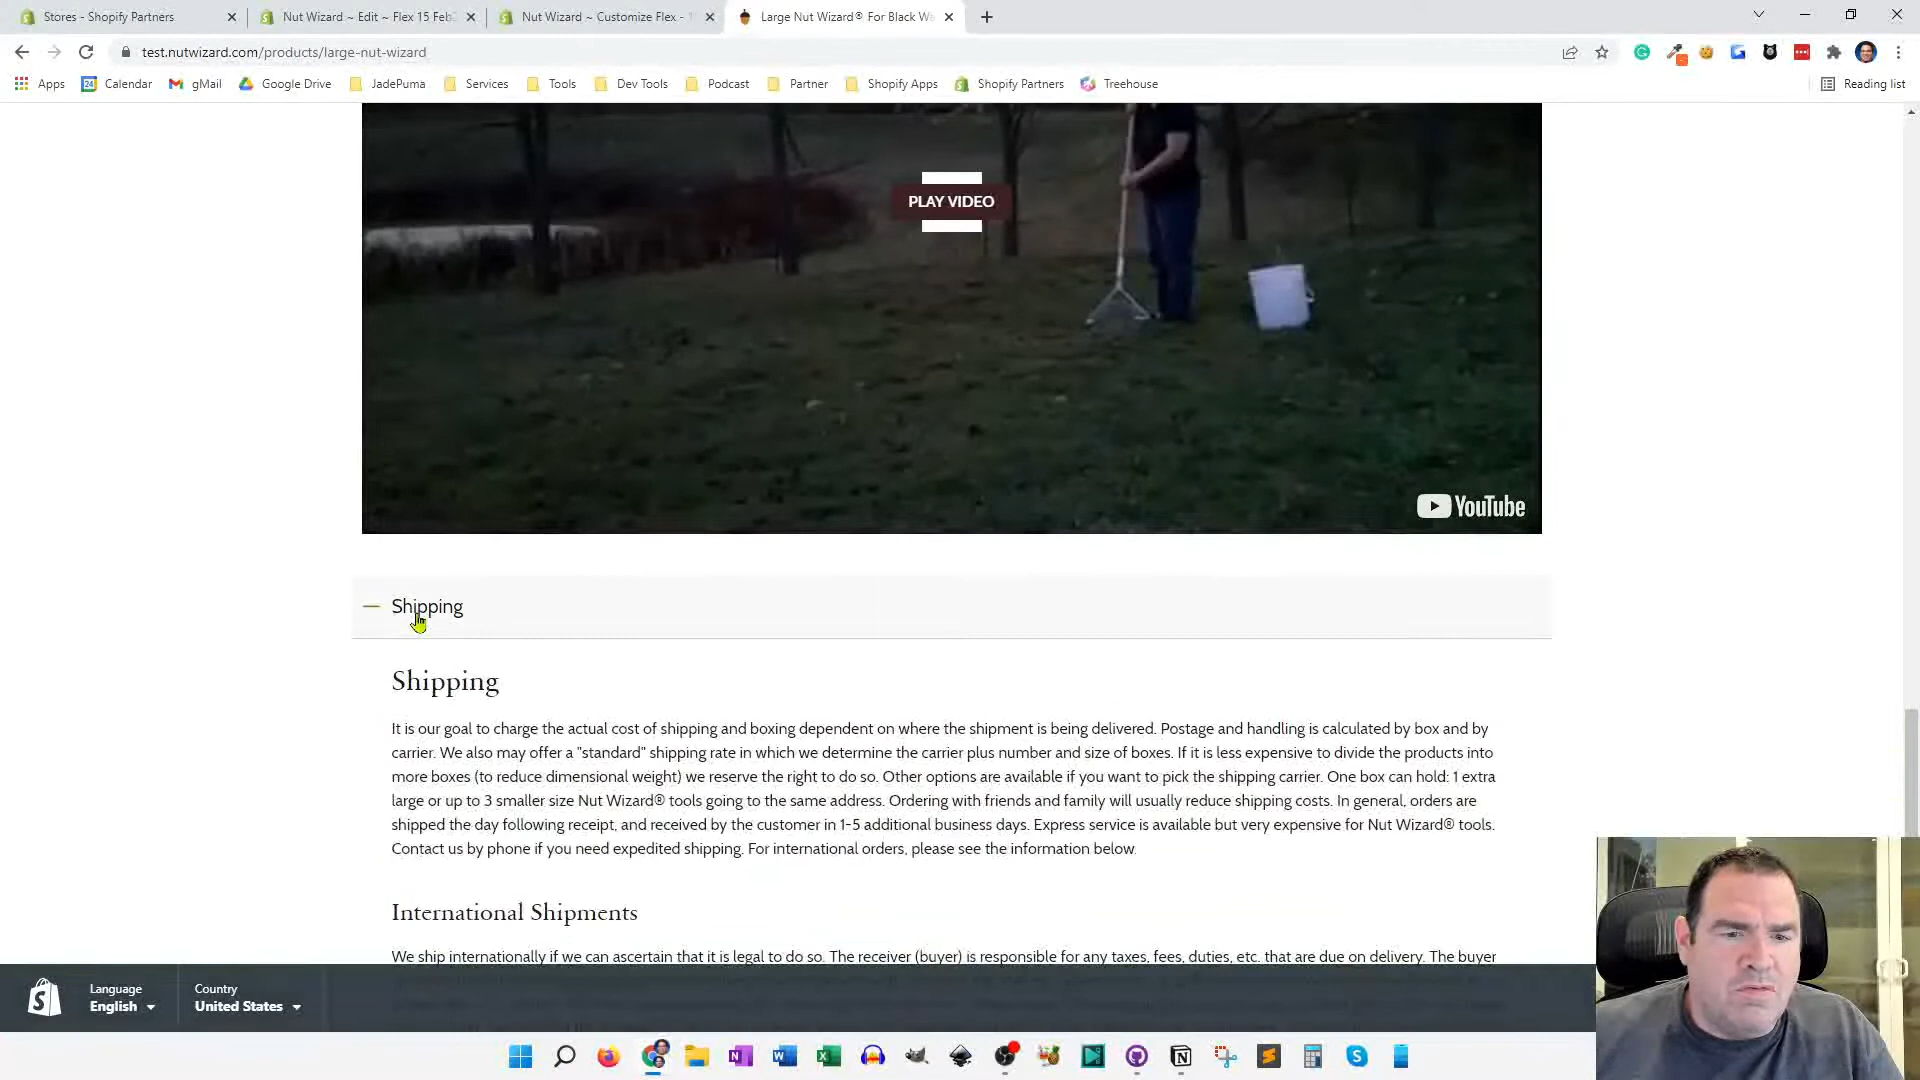 Stores - Shopify Partners
Nut Wizard ~ Edit ~ Flex 15 Feb
Nut Wizard ~ Customize Flex - 1
Large Nut Wizard® For Black Wa
test.nutwizard.com/products/large-nut-wizard
Apps
Calendar
gMail
Google Drive
JadePuma
Services
Tools
Dev Tools
Podcast
Partner
Shopify Apps
Shopify Partners
Treehouse
Reading list
PLAY VIDEO
YouTube
Shipping
Shipping
It is our goal to charge the actual cost of shipping and boxing dependent on where the shipment is being delivered. Postage and handling is calculated by box and by
carrier. We also may offer a "standard" shipping rate in which we determine the carrier plus number and size of boxes. If it is less expensive to divide the products into
more boxes (to reduce dimensional weight) we reserve the right to do so. Other options are available if you want to pick the shipping carrier. One box can hold: 1 extra
large or up to 3 smaller size Nut Wizard® tools going to the same address. Ordering with friends and family will usually reduce shipping costs. In general, orders are
shipped the day following receipt, and received by the customer in 1-5 additional business days. Express service is available but very expensive for Nut Wizard® tools.
Contact us by phone if you need expedited shipping. For international orders, please see the information below.
International Shipments
We ship internationally if we can ascertain that it is legal to do so. The receiver (buyer) is responsible for any taxes, fees, duties, etc. that are due on delivery. The buyer
Language
English
Country
United States